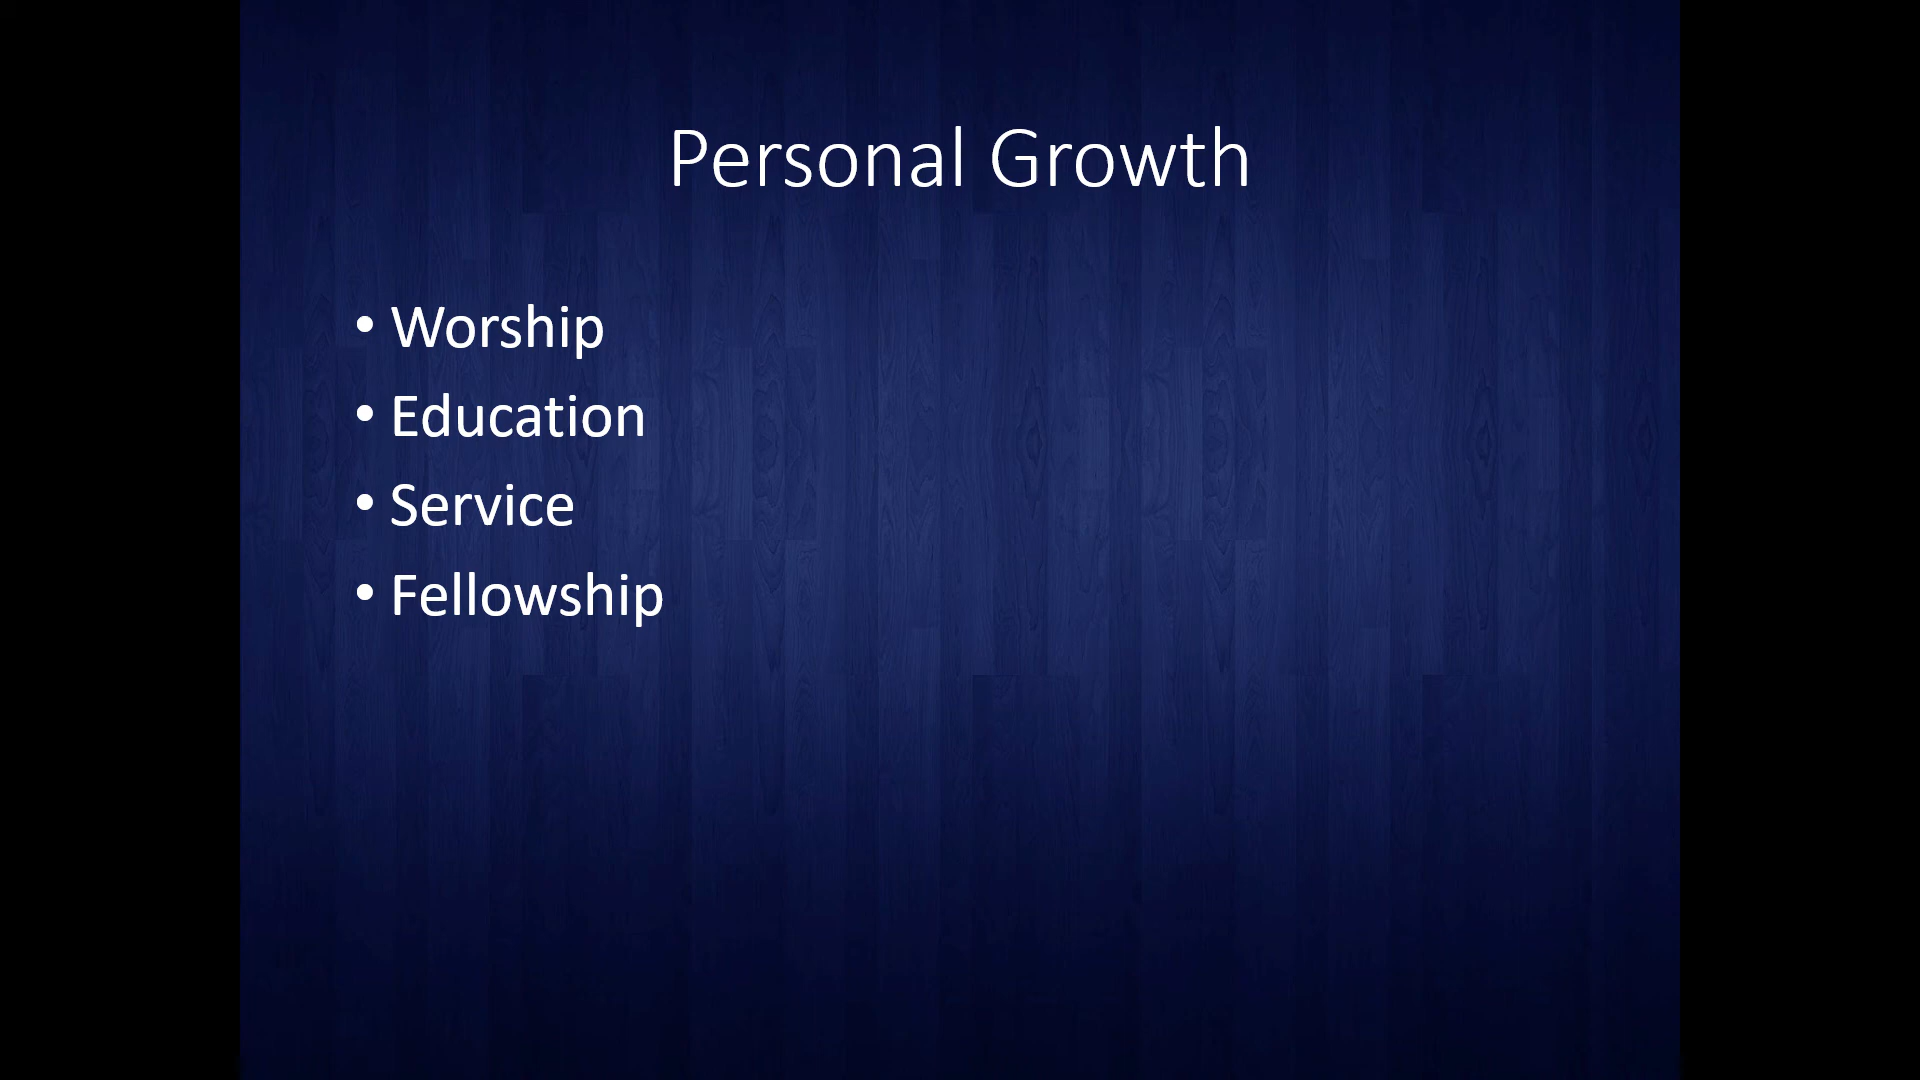 Personal Growth
• Worship
• Education
• Service
• Fellowship